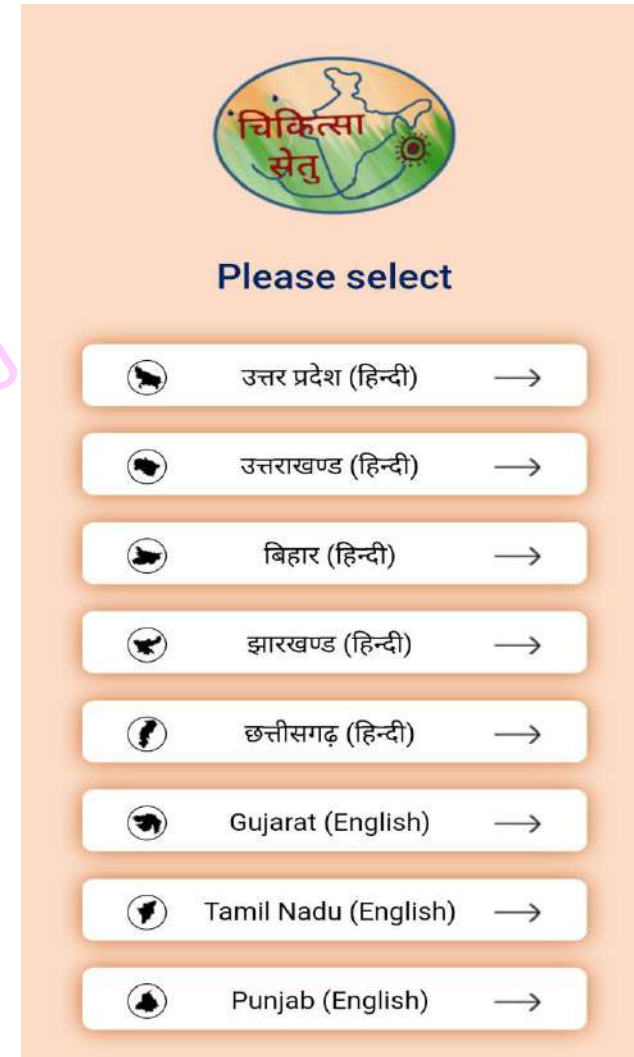 चिकित्सा
सेतु
Please select
उत्तर प्रदेश (हिन्दी)
उत्तराखण्ड (हिन्दी)
बिहार (हिन्दी)
झारखण्ड (हिन्दी)
छत्तीसगढ़ (हिन्दी)
Gujarat (English)
Tamil Nadu (English)
Punjab (English)